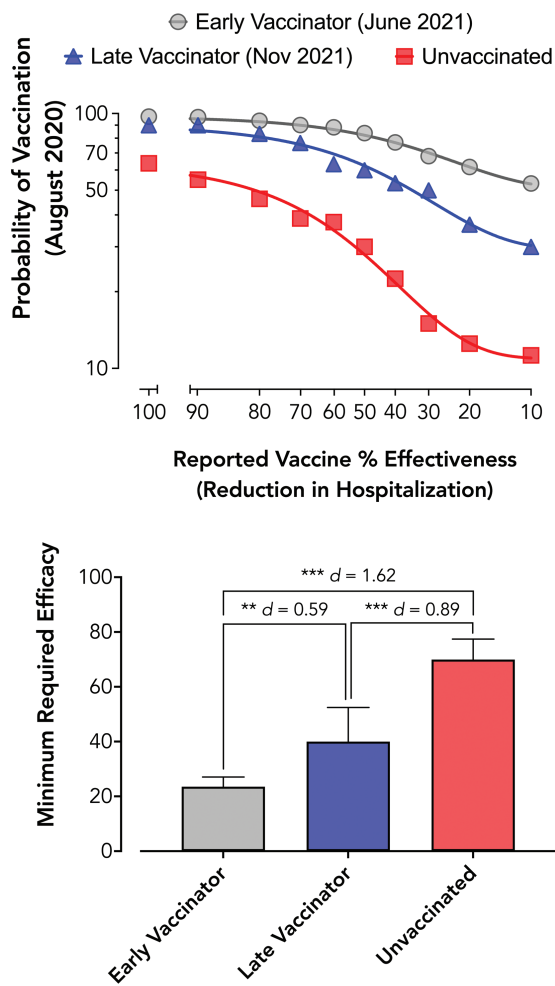 Early Vaccinator (June 2021)
Late Vaccinator (Nov 2021) Unvaccinated
Probability of Vaccination
(August 2020)
100
70
50
10
100 90 80 70 60 50 40 30 20 10
Reported Vaccine % Effectiveness
(Reduction in Hospitalization)
Minimum Required Efficacy
100
80
60
40
20
0
*** d = 1.62
** d = 0.59 *** d = 0.89
Early Vaccinator
Late Vaccinator
Unvaccinated